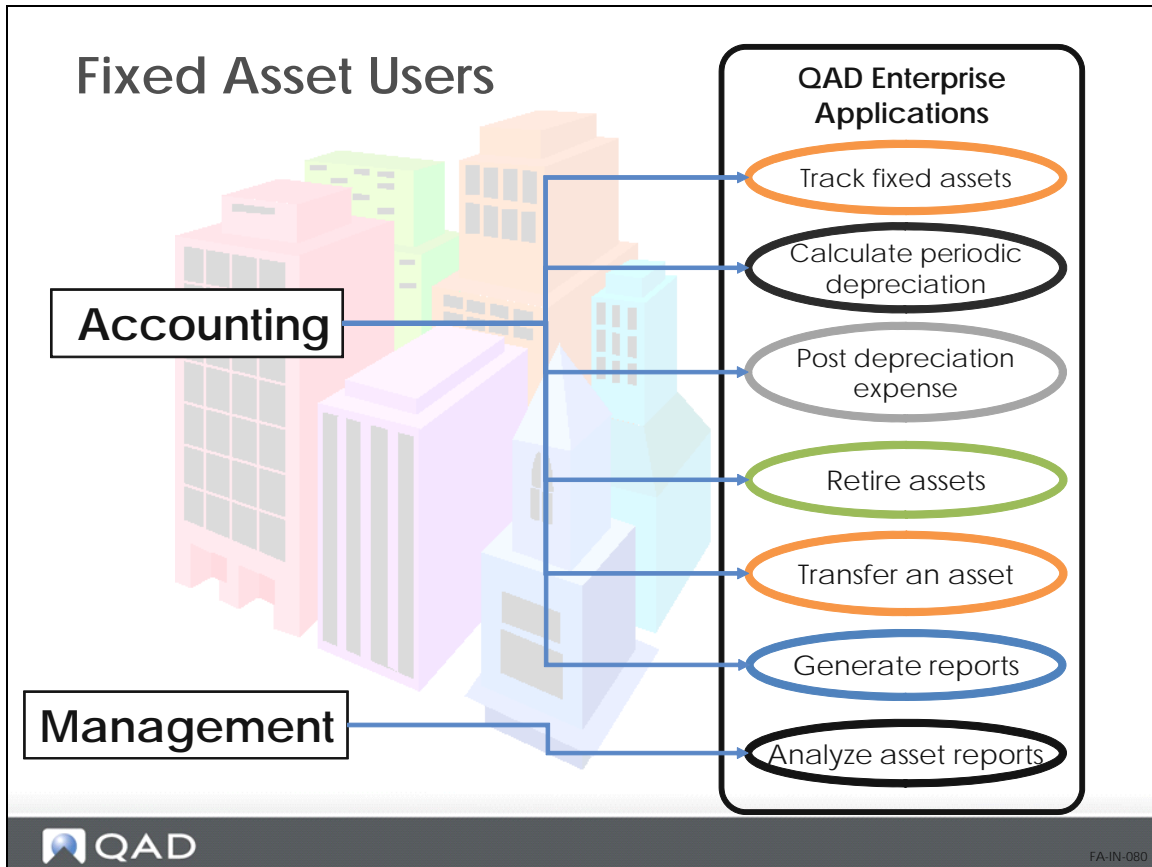 Fixed Asset Users
QAD Enterprise
Applications
Track fixed assets
Calculate periodic
depreciation
Accounting
Post depreciation
expense
Retire assets
Transfer an asset
Generate reports
Management
Analyze asset reports
QAD
FA-IN-080